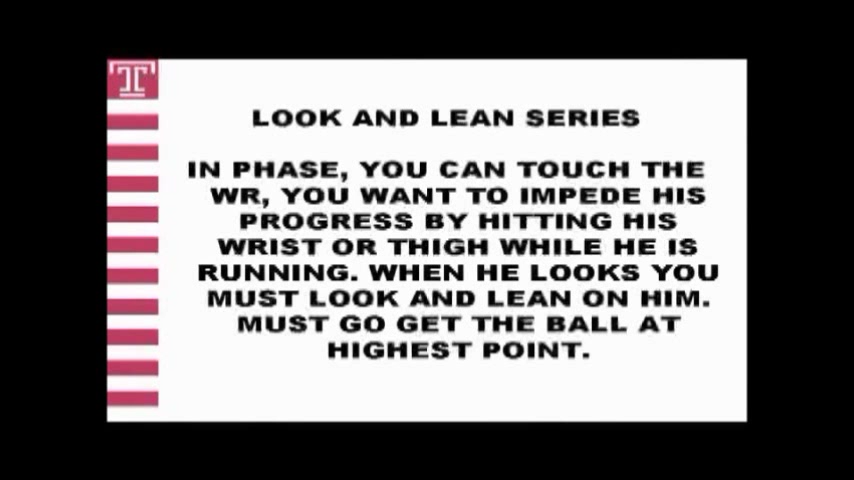 LOOK AND LEAN SERIES
IN PHASE, YOU CAN TOUCH THE
WR, YOU WANT TO IMPEDE HIS
PROGRESS BY HITTING HIS
WRIST OR THIGH WHILE HE IS
RUNNING. WHEN HE LOOKS YOU
MUST LOOK AND LEAN ON HIM.
MUST GO GET THE BALL AT
HIGHEST POINT.